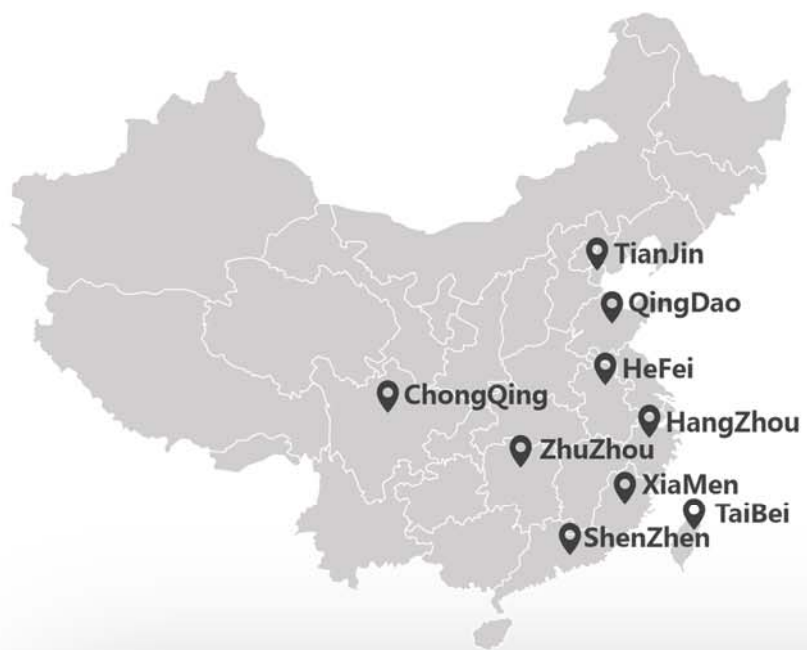 TianJin
QingDao
HeFei
ChongQing
HangZhou
ZhuZhou
XiaMen
TaiBei
ShenZhen